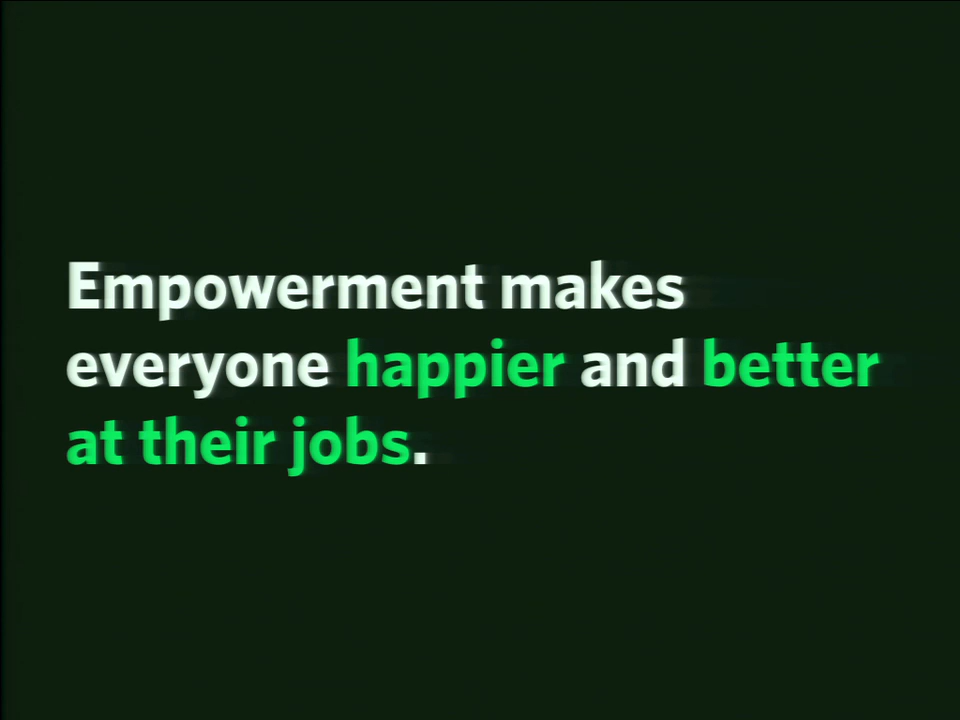 Empowerment makes
everyone happier and better
at their jobs.